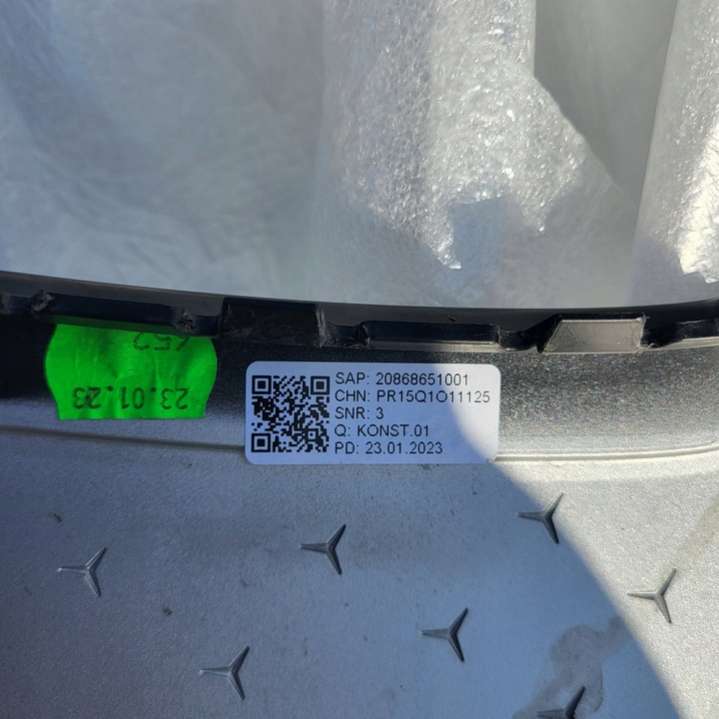 SAP: 20868651001
CHN: PR15Q1O11125
SNR: 3
Q: KONST.01
PD: 23.01.2023
23.01.23